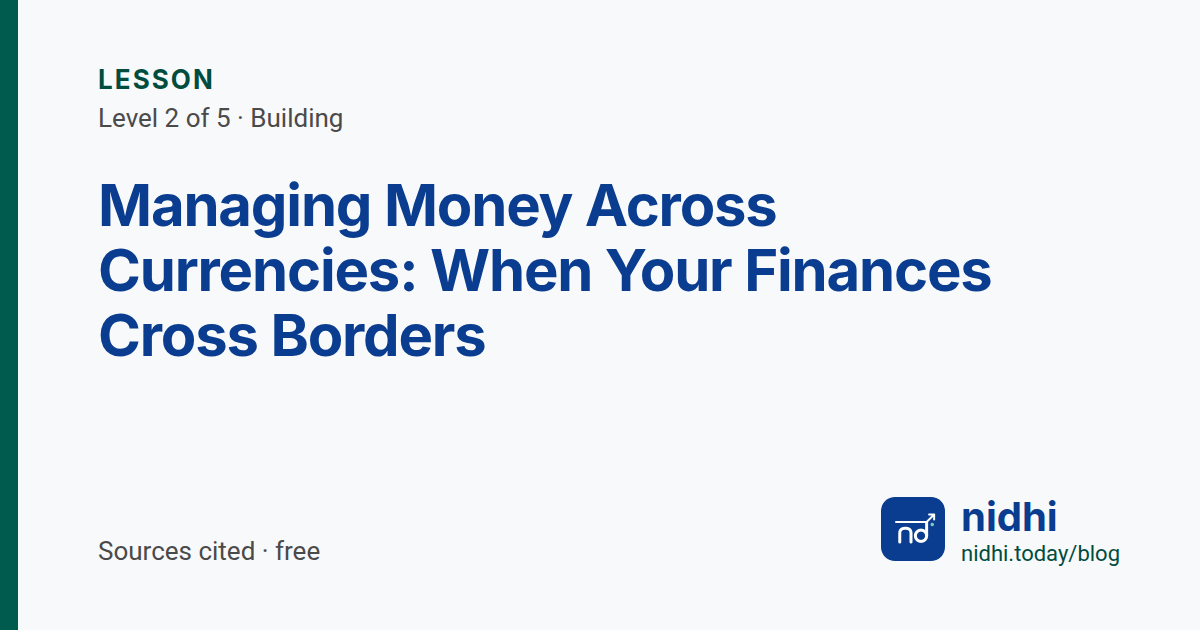 LESSON
Level 2 of 5 · Building
Managing Money Across
Currencies: When Your Finances
Cross Borders
Sources cited · free
nd
nidhi
nidhi.today/blog